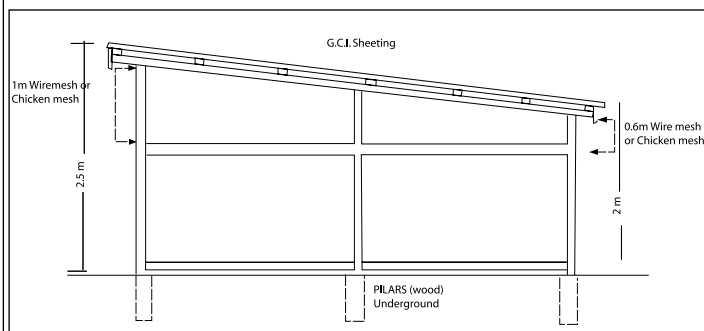 G.C.I. Sheeting
1m Wiremesh or
Chicken mesh
0.6m Wire mesh
or Chicken mesh
2.5 m
2 m
PILARS (wood)
Underground